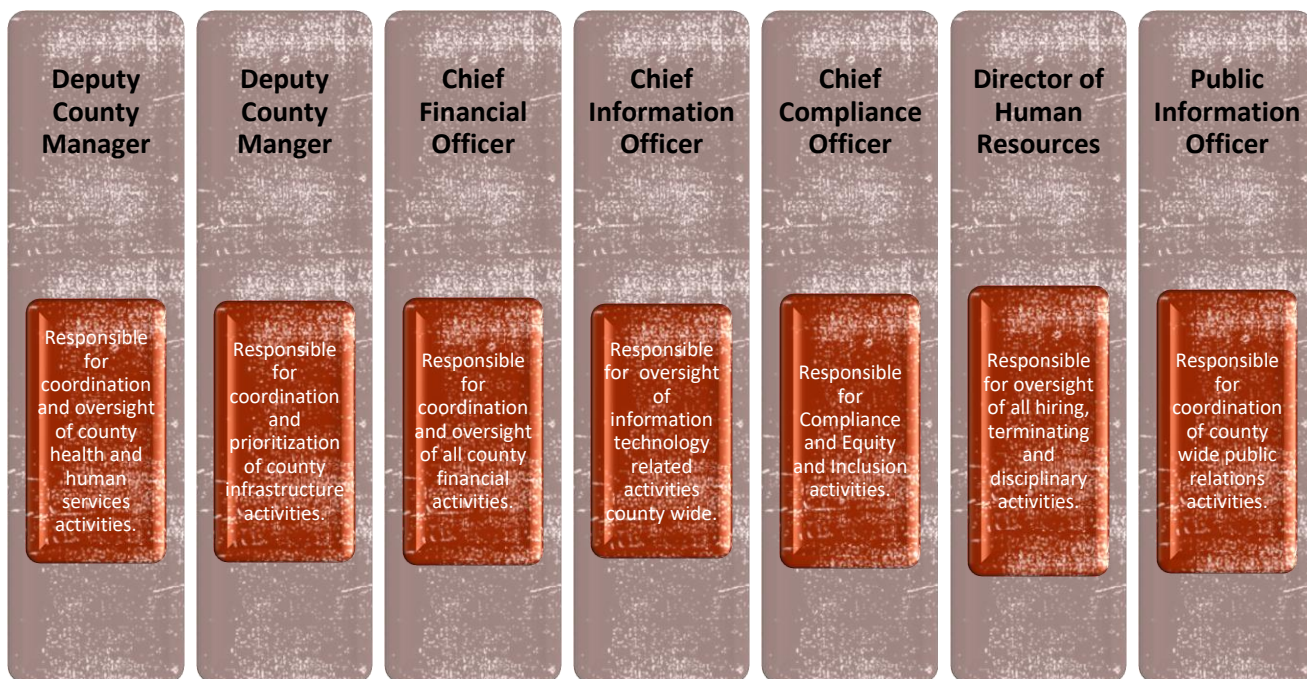 Deputy
County
Manager
Responsible
for
coordination
and oversight
of county
health and
human
services
activities.
Deputy
County
Manger
Responsible
for
coordination
and
prioritization
of county
infrastructure
activities.
Chief
Financial
Officer
Responsible
for
coordination
and oversight
of all county
financial
activities.
Chief
Information
Officer
Responsible
for oversight
of
information
technology
related
activities
county wide.
Chief
Compliance
Officer
Responsible
for
Compliance
and Equity
and Inclusion
activities.
Director of
Human
Resources
Responsible
for oversight
of all hiring,
terminating
and
disciplinary
activities.
Public
Information
Officer
Responsible
for
coordination
of county
wide public
relations
activities.